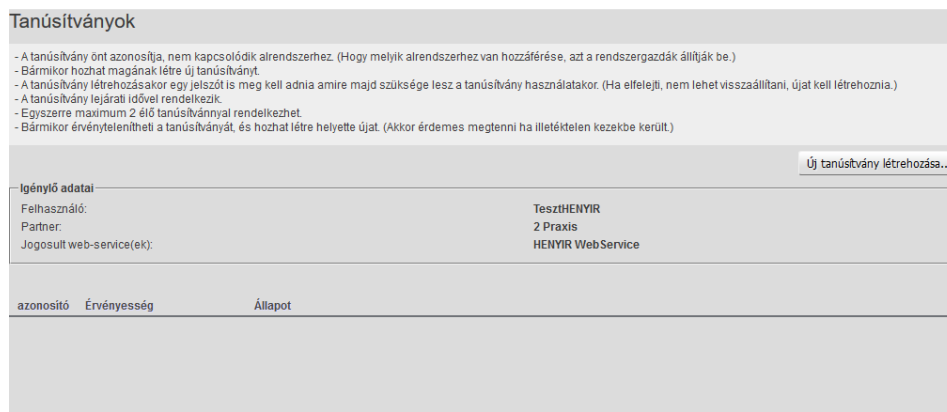 Tanúsítványok
- A tanúsítvány önt azonosítja, nem kapcsolódik alrendszerhez. (Hogy melyik alrendszerhez van hozzáférése, azt a rendszergazdák állítják be.)
- Bármikor hozhat magának létre új tanúsítványt.
- A tanúsítvány létrehozásakor egy jelszót is meg kell adnia amire majd szüksége lesz a tanúsítvány használatakor. (Ha elfelejti, nem lehet visszaállítani, újat kell létrehoznia.)
- A tanúsítvány lejárati idővel rendelkezik.
- Egyszerre maximum 2 élő tanúsítvánnyal rendelkezhet.
- Bármikor érvénytelenítheti a tanúsítványát, és hozhat létre helyette újat. (Akkor érdemes megtenni ha illetéktelen kezekbe került.)
Új tanúsítvány létrehozása...
Igénylő adatai
Felhasználó: TesztHENYIR
Partner: 2 Praxis
Jogosult web-service(ek): HENYIR WebService
azonosító Érvényesség Állapot